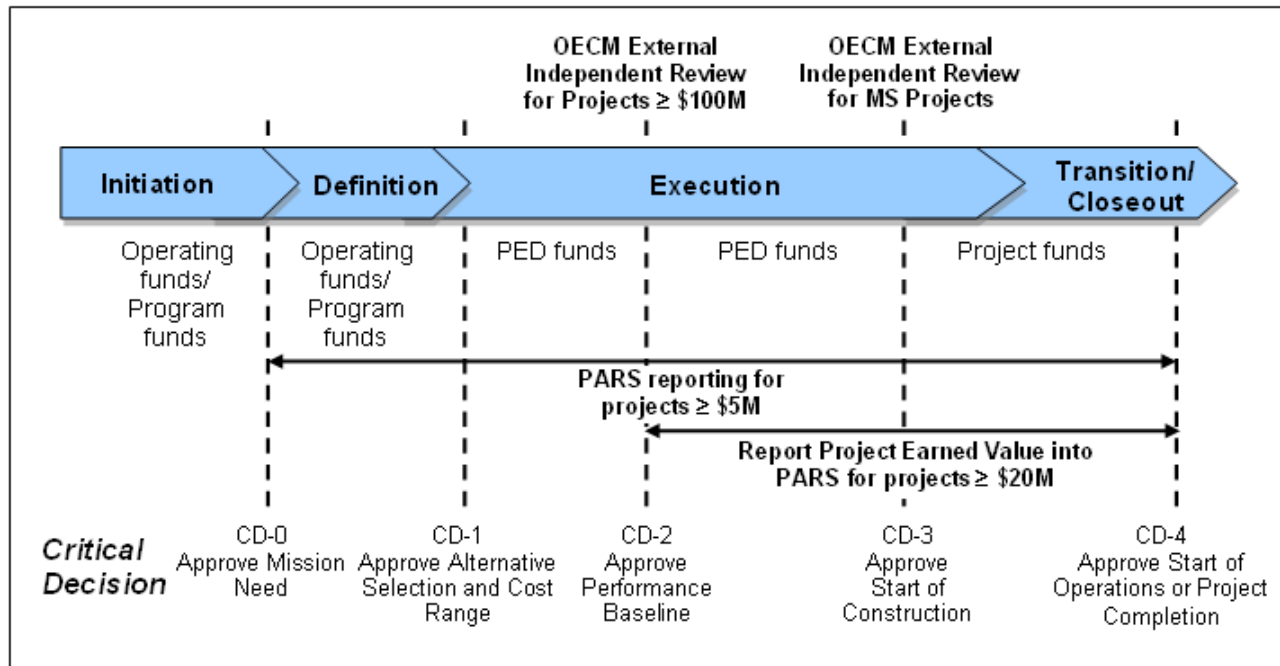 OECM External
Independent Review
for Projects ≥ $100M
OECM External
Independent Review
for MS Projects
Initiation
Definition
Execution
Transition/
Closeout
Operating
funds/
Program
funds
Operating
funds/
Program
funds
PED funds
PED funds
Project funds
PARS reporting for
projects ≥ $5M
Report Project Earned Value into
PARS for projects ≥ $20M
Critical
Decision
CD-0
Approve Mission
Need
CD-1
Approve Alternative
Selection and Cost
Range
CD-2
Approve
Performance
Baseline
CD-3
Approve
Start of
Construction
CD-4
Approve Start of
Operations or Project
Completion